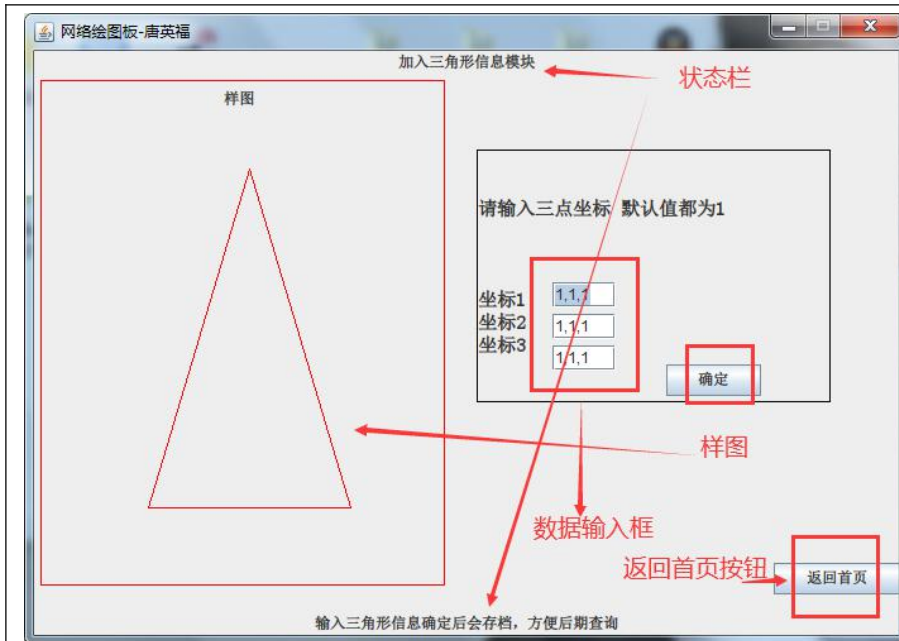 网络绘图板-唐英福
加入三角形信息模块
状态栏
样图
请输入三点坐标 默认值都为1
坐标1 1,1,1
坐标2 1,1,1
坐标3 1,1,1
确定
样图
数据输入框
返回首页按钮
返回首页
输入三角形信息确定后会存档，方便后期查询